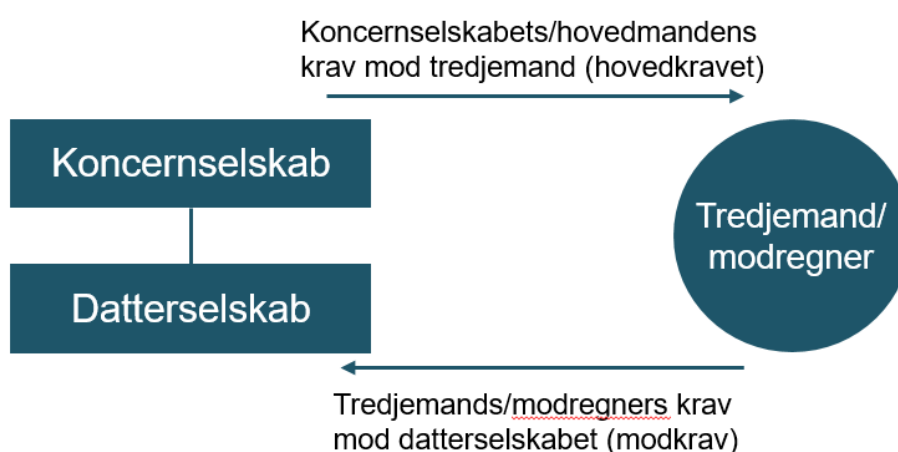 Koncernselskabets/hovedmandens
krav mod tredjemand (hovedkravet)
Koncernselskab
Tredjemand/
modregner
Datterselskab
Tredjemands/modregners krav
mod datterselskabet (modkrav)